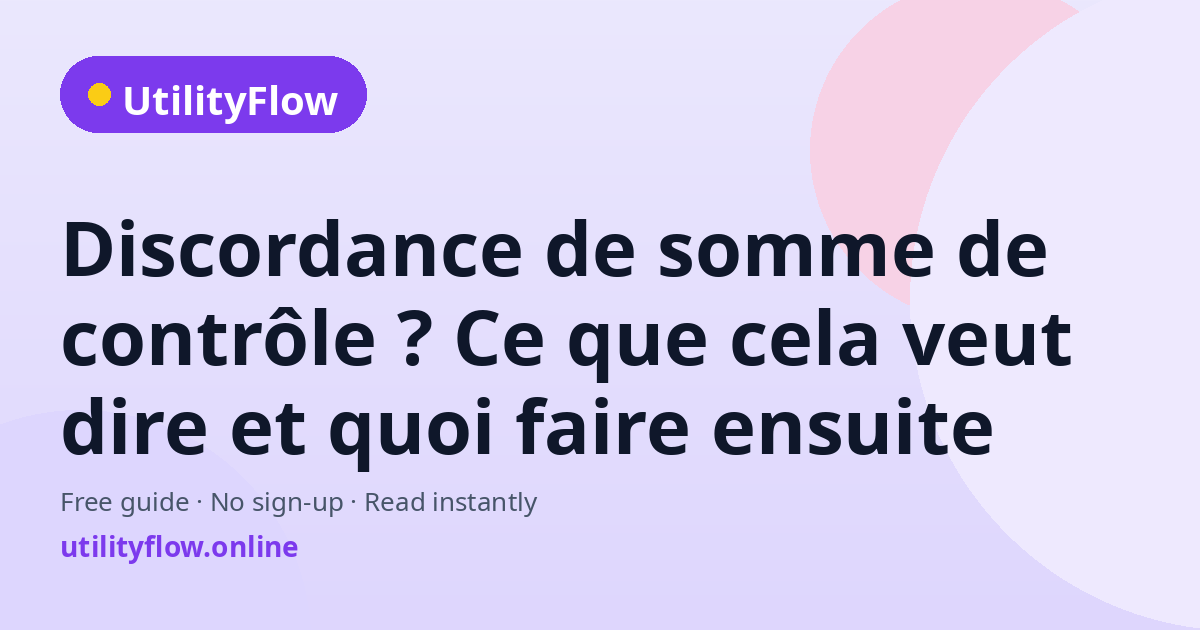 UtilityFlow
Discordance de somme de
contrôle ? Ce que cela veut
dire et quoi faire ensuite
Free guide · No sign-up · Read instantly
utilityflow.online